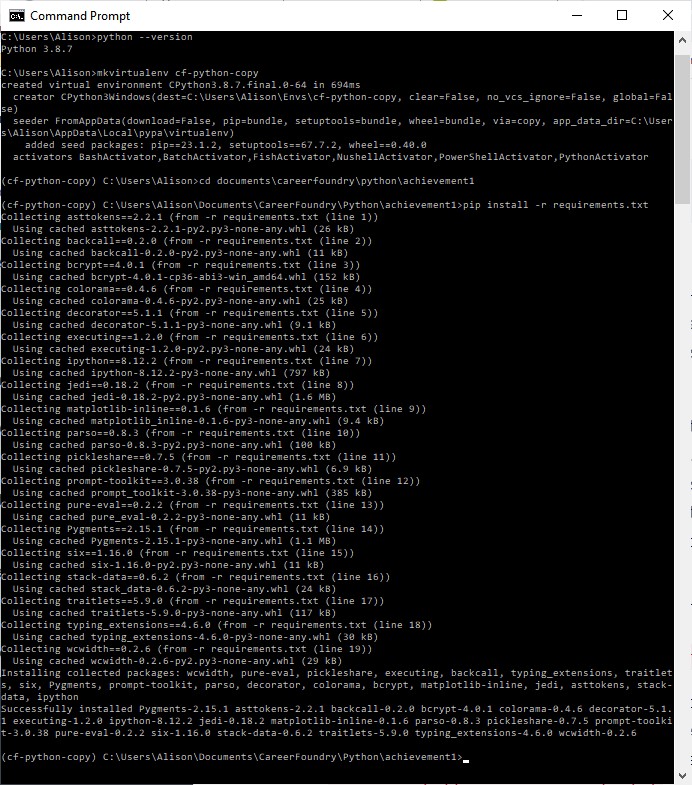 Command Prompt
C:\Users\Alison>python --version
Python 3.8.7
C:\Users\Alison>mkvirtualenv cf-python-copy
created virtual environment CPython3.8.7.final.0-64 in 694ms
  creator CPython3Windows(dest=C:\Users\Alison\Envs\cf-python-copy, clear=False, no_vcs_ignore=False, global=Fal
se)
  seeder FromAppData(download=False, pip=bundle, setuptools=bundle, wheel=bundle, via=copy, app_data_dir=C:\User
s\Alison\AppData\Local\pypa\virtualenv)
    added seed packages: pip==23.1.2, setuptools==67.7.2, wheel==0.40.0
  activators BashActivator,BatchActivator,FishActivator,NushellActivator,PowerShellActivator,PythonActivator
(cf-python-copy) C:\Users\Alison>cd documents\careerfoundry\python\achievement1
(cf-python-copy) C:\Users\Alison\Documents\CareerFoundry\Python\achievement1>pip install -r requirements.txt
Collecting asttokens==2.2.1 (from -r requirements.txt (line 1))
  Using cached asttokens-2.2.1-py2.py3-none-any.whl (26 kB)
Collecting backcall==0.2.0 (from -r requirements.txt (line 2))
  Using cached backcall-0.2.0-py2.py3-none-any.whl (11 kB)
Collecting bcrypt==4.0.1 (from -r requirements.txt (line 3))
  Using cached bcrypt-4.0.1-cp36-abi3-win_amd64.whl (152 kB)
Collecting colorama==0.4.6 (from -r requirements.txt (line 4))
  Using cached colorama-0.4.6-py2.py3-none-any.whl (25 kB)
Collecting decorator==5.1.1 (from -r requirements.txt (line 5))
  Using cached decorator-5.1.1-py3-none-any.whl (9.1 kB)
Collecting executing==1.2.0 (from -r requirements.txt (line 6))
  Using cached executing-1.2.0-py2.py3-none-any.whl (24 kB)
Collecting ipython==8.12.2 (from -r requirements.txt (line 7))
  Using cached ipython-8.12.2-py3-none-any.whl (797 kB)
Collecting jedi==0.18.2 (from -r requirements.txt (line 8))
  Using cached jedi-0.18.2-py2.py3-none-any.whl (1.6 MB)
Collecting matplotlib-inline==0.1.6 (from -r requirements.txt (line 9))
  Using cached matplotlib_inline-0.1.6-py3-none-any.whl (9.4 kB)
Collecting parso==0.8.3 (from -r requirements.txt (line 10))
  Using cached parso-0.8.3-py2.py3-none-any.whl (100 kB)
Collecting pickleshare==0.7.5 (from -r requirements.txt (line 11))
  Using cached pickleshare-0.7.5-py2.py3-none-any.whl (6.9 kB)
Collecting prompt-toolkit==3.0.38 (from -r requirements.txt (line 12))
  Using cached prompt_toolkit-3.0.38-py3-none-any.whl (385 kB)
Collecting pure-eval==0.2.2 (from -r requirements.txt (line 13))
  Using cached pure_eval-0.2.2-py3-none-any.whl (11 kB)
Collecting Pygments==2.15.1 (from -r requirements.txt (line 14))
  Using cached Pygments-2.15.1-py3-none-any.whl (1.1 MB)
Collecting six==1.16.0 (from -r requirements.txt (line 15))
  Using cached six-1.16.0-py2.py3-none-any.whl (11 kB)
Collecting stack-data==0.6.2 (from -r requirements.txt (line 16))
  Using cached stack_data-0.6.2-py3-none-any.whl (24 kB)
Collecting traitlets==5.9.0 (from -r requirements.txt (line 17))
  Using cached traitlets-5.9.0-py3-none-any.whl (117 kB)
Collecting typing_extensions==4.6.0 (from -r requirements.txt (line 18))
  Using cached typing_extensions-4.6.0-py3-none-any.whl (30 kB)
Collecting wcwidth==0.2.6 (from -r requirements.txt (line 19))
  Using cached wcwidth-0.2.6-py2.py3-none-any.whl (29 kB)
Installing collected packages: wcwidth, pure-eval, pickleshare, executing, backcall, typing_extensions, traitlet
s, six, Pygments, prompt-toolkit, parso, decorator, colorama, bcrypt, matplotlib-inline, jedi, asttokens, stack-
data, ipython
Successfully installed Pygments-2.15.1 asttokens-2.2.1 backcall-0.2.0 bcrypt-4.0.1 colorama-0.4.6 decorator-5.1.
1 executing-1.2.0 ipython-8.12.2 jedi-0.18.2 matplotlib-inline-0.1.6 parso-0.8.3 pickleshare-0.7.5 prompt-toolki
t-3.0.38 pure-eval-0.2.2 six-1.16.0 stack-data-0.6.2 traitlets-5.9.0 typing_extensions-4.6.0 wcwidth-0.2.6
(cf-python-copy) C:\Users\Alison\Documents\CareerFoundry\Python\achievement1>